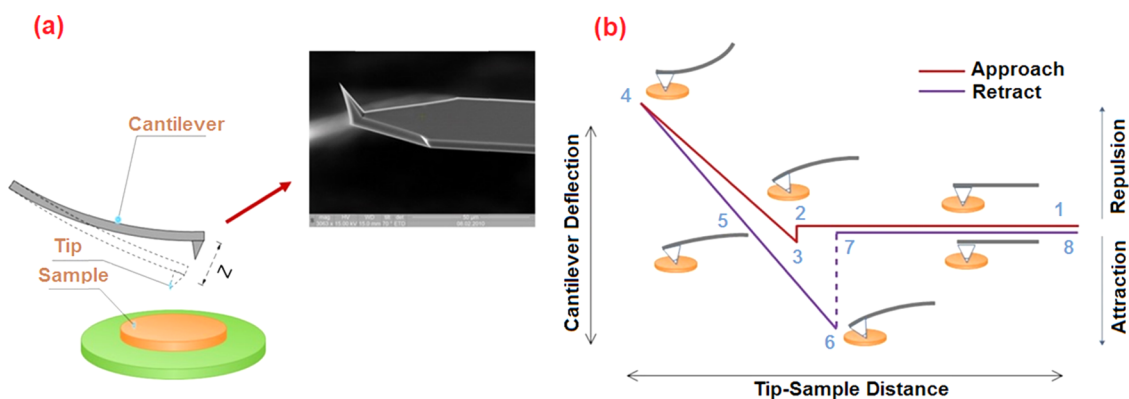 (a)
Cantilever
Tip
Sample
Z
(b)
Approach
Retract
Cantilever Deflection
Repulsion
Attraction
4
2
1
5
3
7
8
6
Tip-Sample Distance